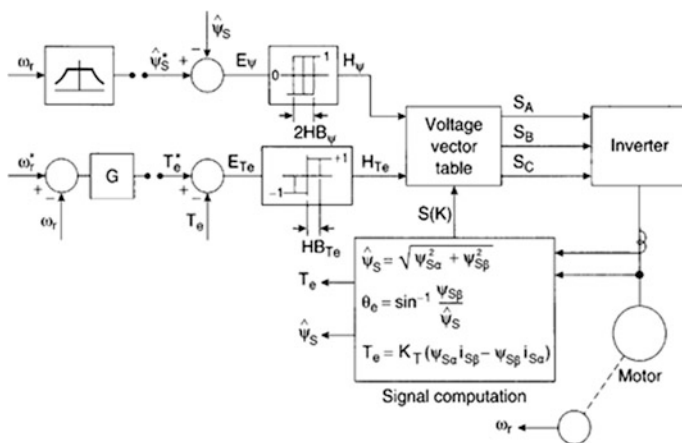 ψ̂S
ωr
ψ̂S*
+
−
Eψ
0
1
Hψ
2HBψ
ωr*
+
−
ωr
G
Te*
+
−
Te
ETe
+1
−1
HTe
HBTe
Voltage
vector
table
SA
SB
SC
Inverter
S(K)
ψ̂S = √ψ²Sα + ψ²Sβ
θe = sin⁻¹ ψSβ / ψ̂S
Te = KT(ψSα iSβ − ψSβ iSα)
Te
ψ̂S
Signal computation
Motor
ωr